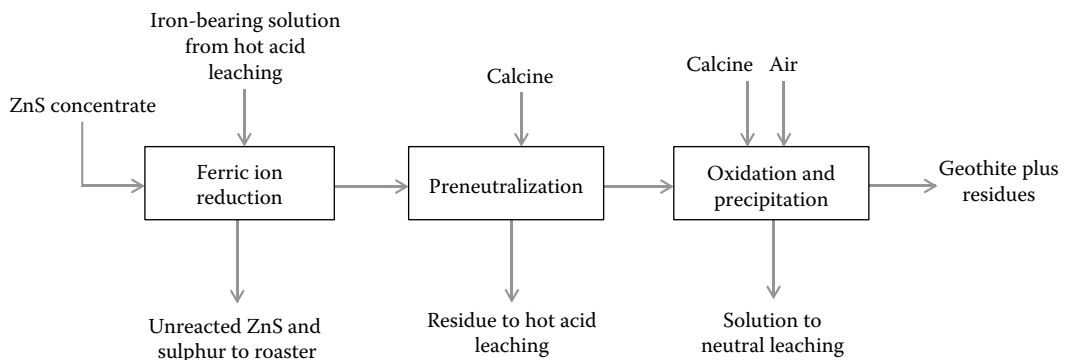 Iron-bearing solution
from hot acid
leaching
ZnS concentrate
Calcine
Calcine Air
Ferric ion
reduction
Preneutralization
Oxidation and
precipitation
Geothite plus
residues
Unreacted ZnS and
sulphur to roaster
Residue to hot acid
leaching
Solution to
neutral leaching